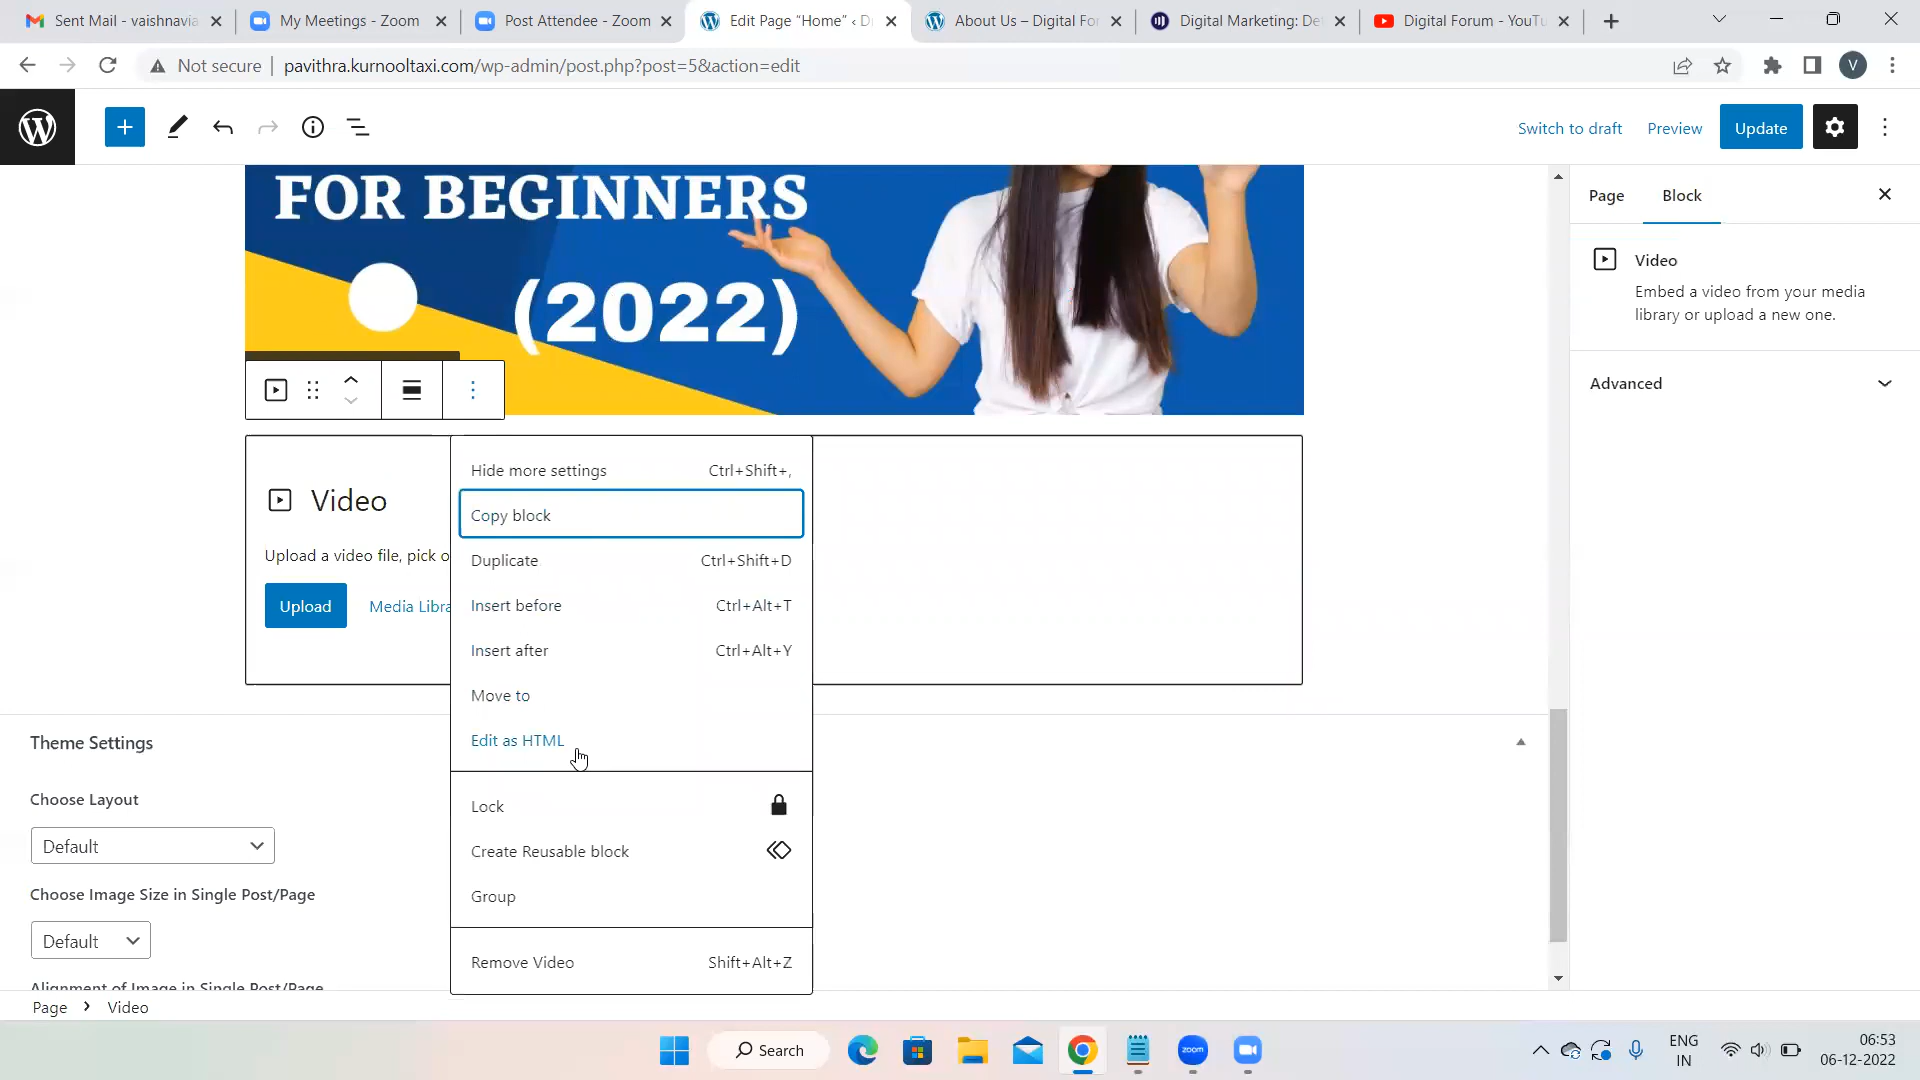 Sent Mail - vaishnavia
My Meetings - Zoom
Post Attendee - Zoom
Edit Page “Home” ‹ D
About Us – Digital Fo
Digital Marketing: De
Digital Forum - YouTu
Not secure
pavithra.kurnooltaxi.com/wp-admin/post.php?post=5&action=edit
V
Switch to draft
Preview
Update
FOR BEGINNERS
(2022)
Page
Block
Video
Embed a video from your media
library or upload a new one.
Advanced
Video
Upload a video file, pick o
Upload
Media Libra
Hide more settings Ctrl+Shift+,
Copy block
Duplicate Ctrl+Shift+D
Insert before Ctrl+Alt+T
Insert after Ctrl+Alt+Y
Move to
Edit as HTML
Lock
Create Reusable block
Group
Remove Video Shift+Alt+Z
Theme Settings
Choose Layout
Default
Choose Image Size in Single Post/Page
Default
Alignment of Image in Single Post/Page
Page
Video
Search
zoom
ENG
IN
06:53
06-12-2022